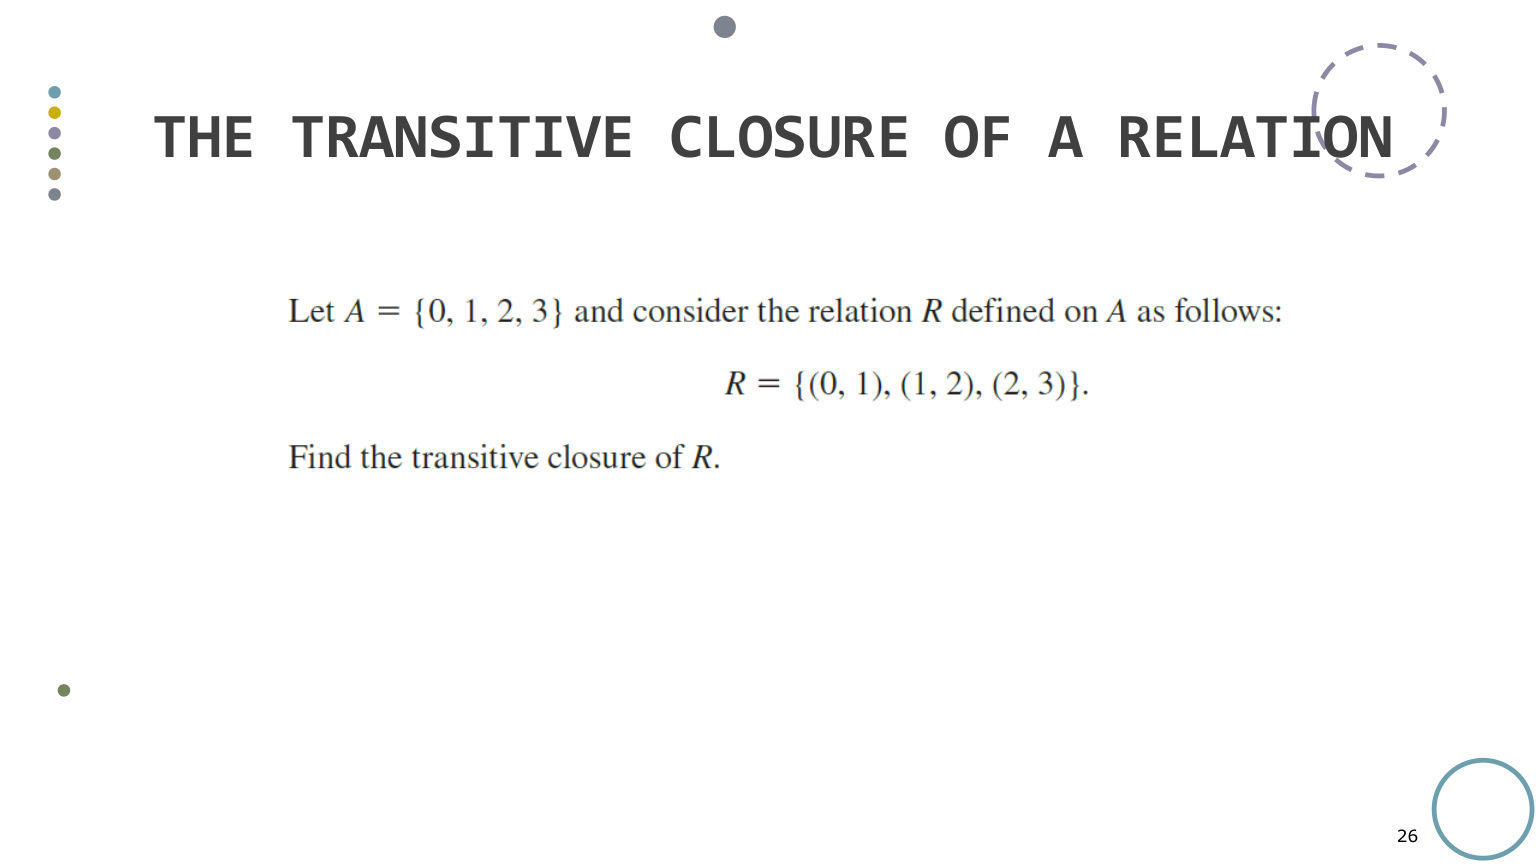 THE TRANSITIVE CLOSURE OF A RELATION
Let A = {0, 1, 2, 3} and consider the relation R defined on A as follows:
R = {(0, 1), (1, 2), (2, 3)}.
Find the transitive closure of R.
26